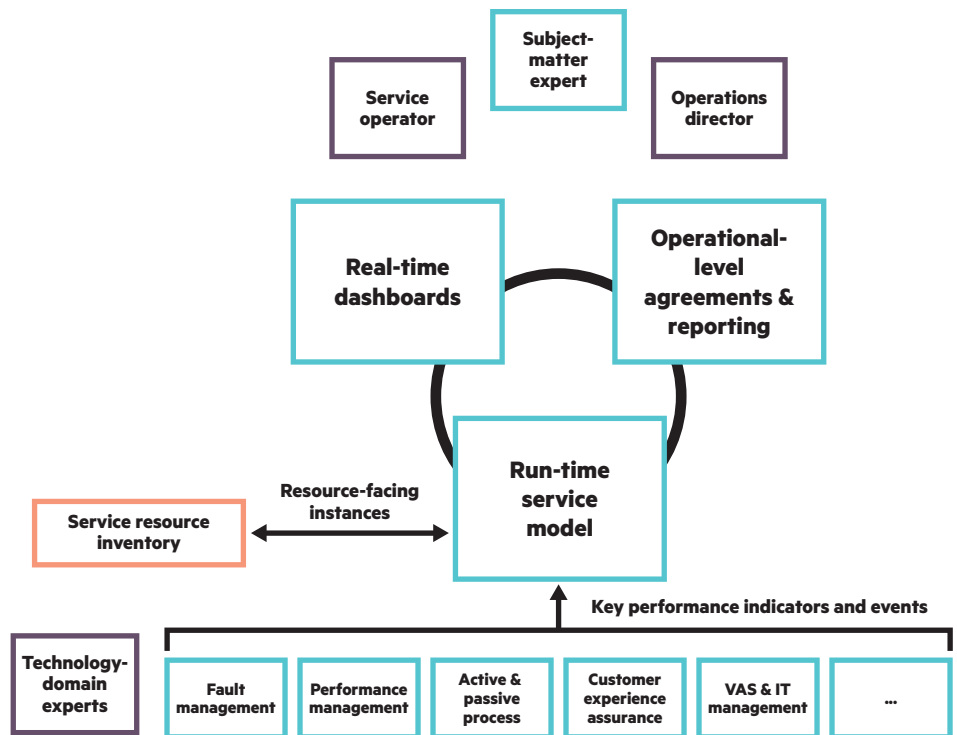 Subject-
matter
expert
Service
operator
Operations
director
Real-time
dashboards
Operational-
level
agreements &
reporting
Run-time
service
model
Resource-facing
instances
Service resource
inventory
Key performance indicators and events
Technology-
domain
experts
Fault
management
Performance
management
Active &
passive
process
Customer
experience
assurance
VAS & IT
management
...